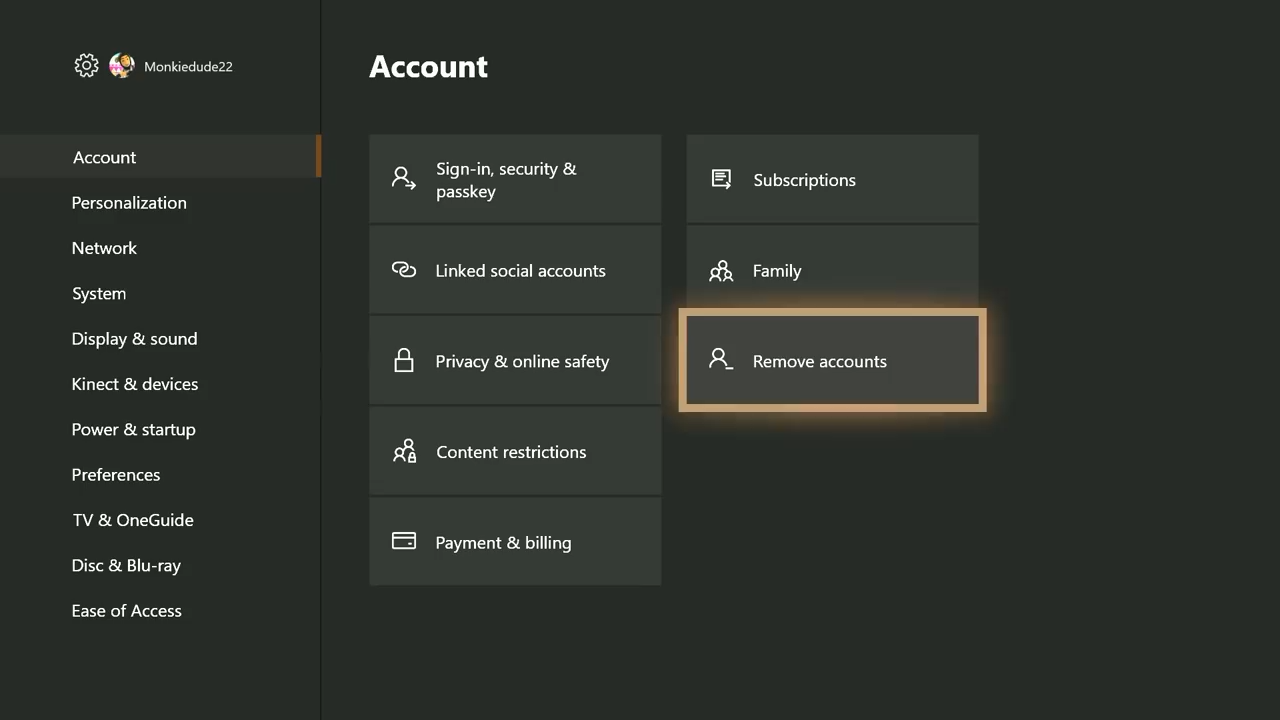 Monkiedude22
Account
Personalization
Network
System
Display & sound
Kinect & devices
Power & startup
Preferences
TV & OneGuide
Disc & Blu-ray
Ease of Access
Account
Sign-in, security &
passkey
Linked social accounts
Privacy & online safety
Content restrictions
Payment & billing
Subscriptions
Family
Remove accounts